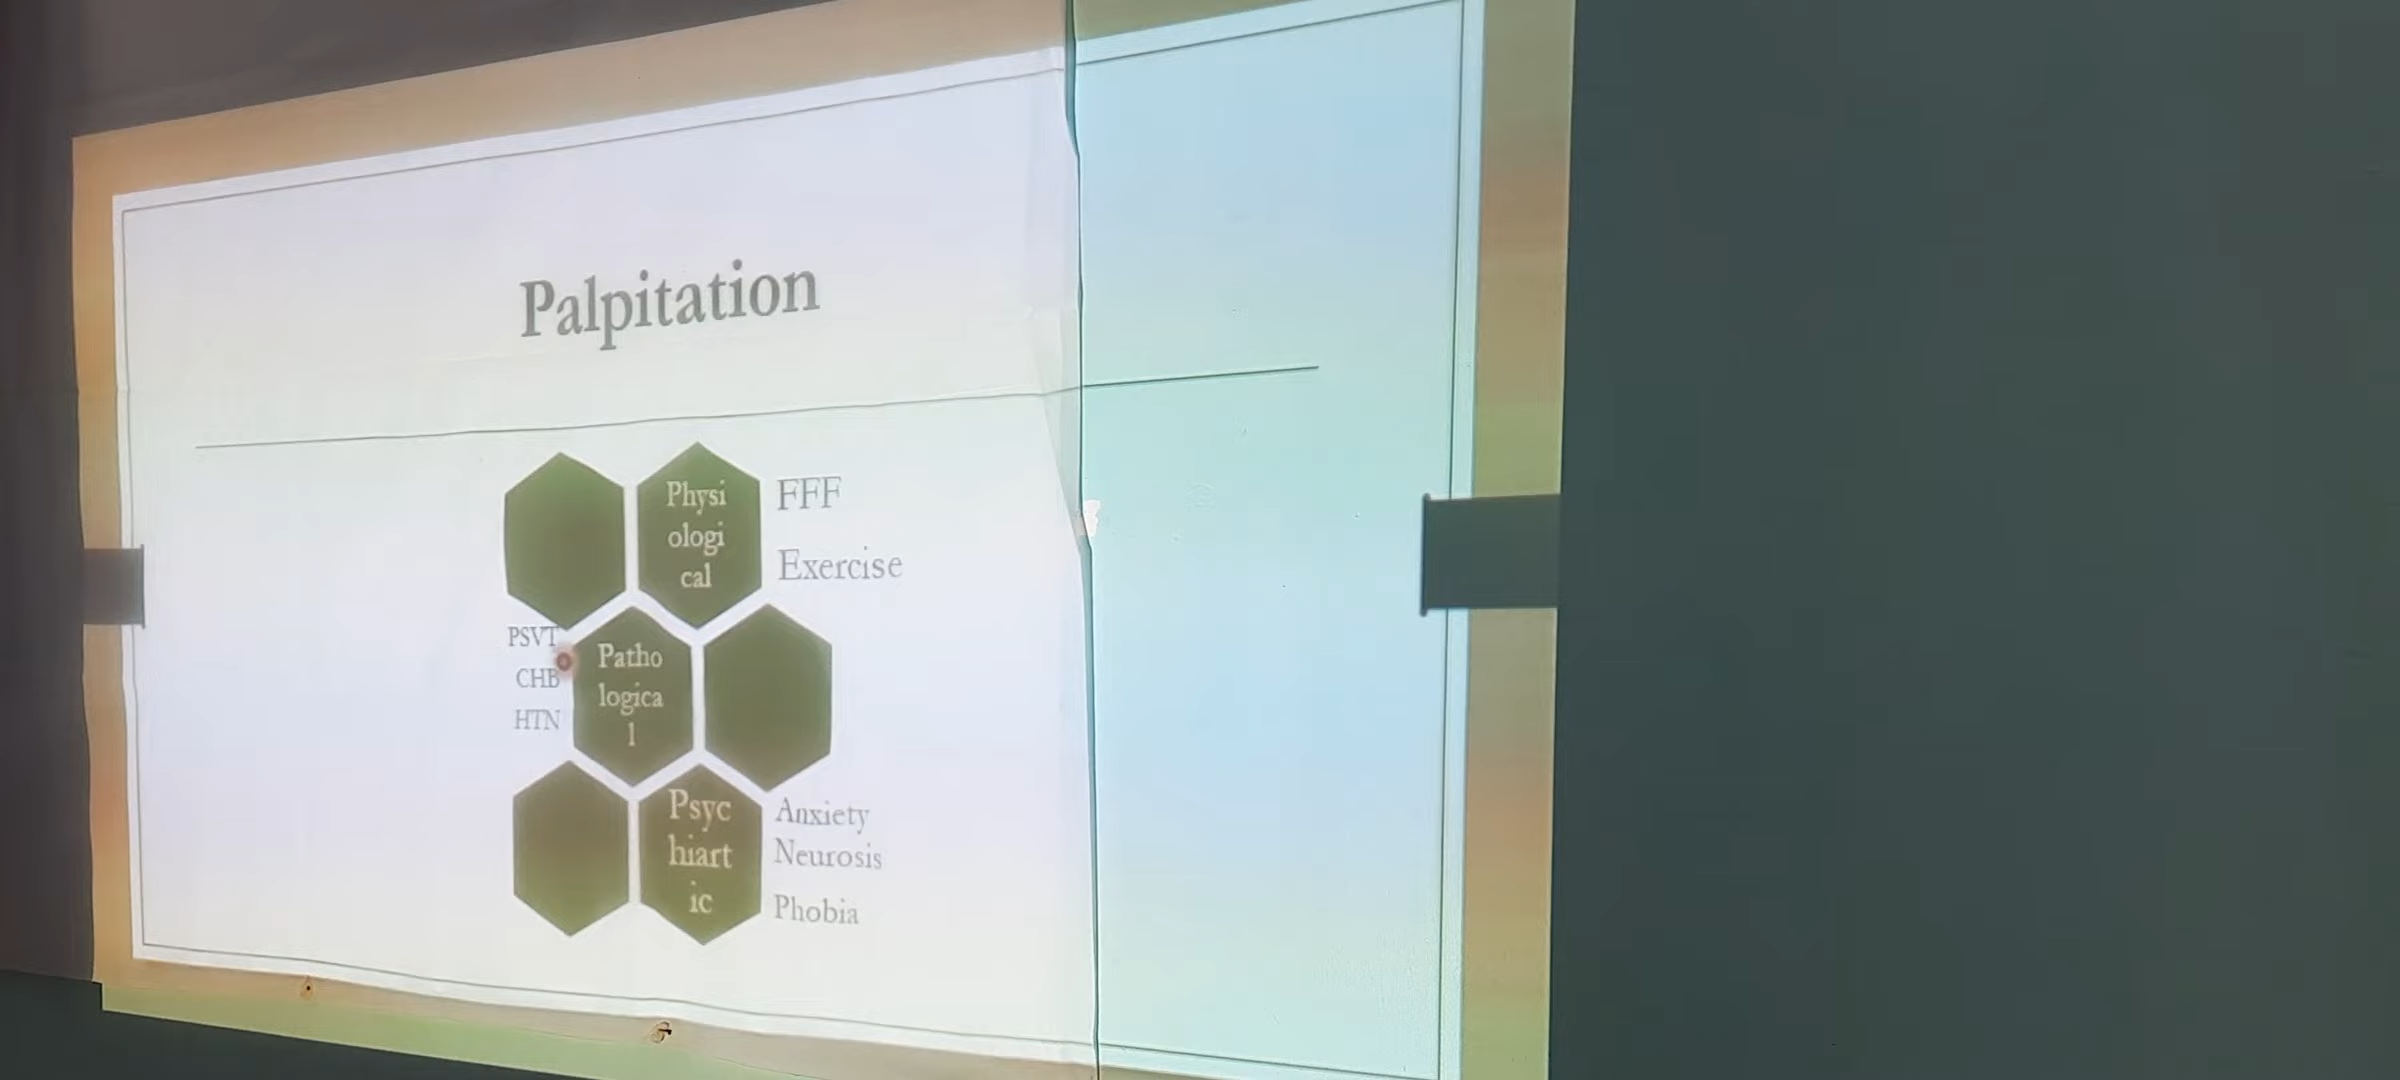 Palpitation
Physi
ologi
cal
FFF
Exercise
PSVT
CHB
HTN
Patho
logica
l
Psyc
hiart
ic
Anxiety
Neurosis
Phobia